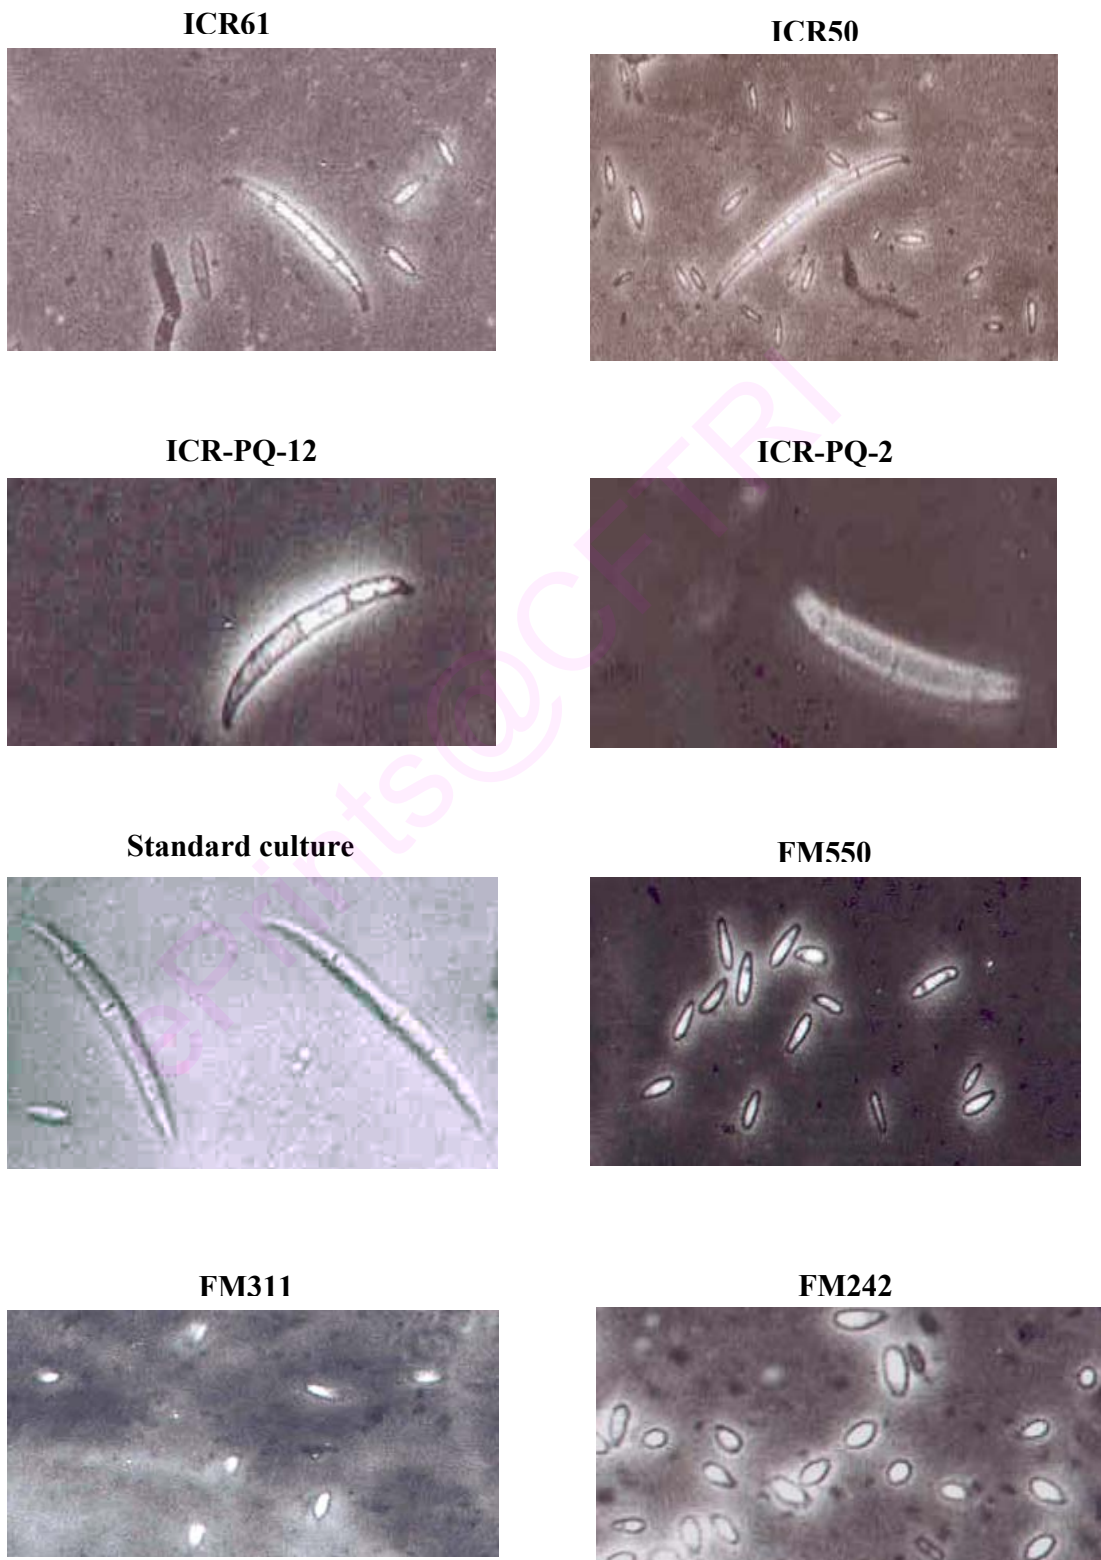 ICR61
ICR50
ICR-PQ-12
ICR-PQ-2
ePrints@CFTRI
Standard culture
FM550
FM311
FM242